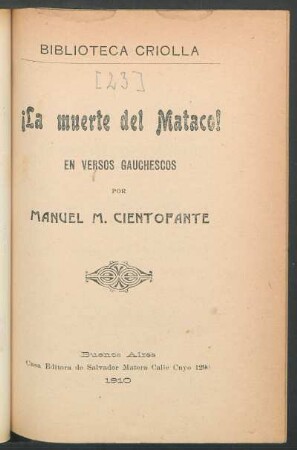 BIBLIOTECA CRIOLLA
[23]
¡La muerte del Mataco!
EN VERSOS GAUCHESCOS
POR
MANUEL M. CIENTOFANTE
Buenos Aires
Casa Editora de Salvador Matera Calle Cuyo
1910